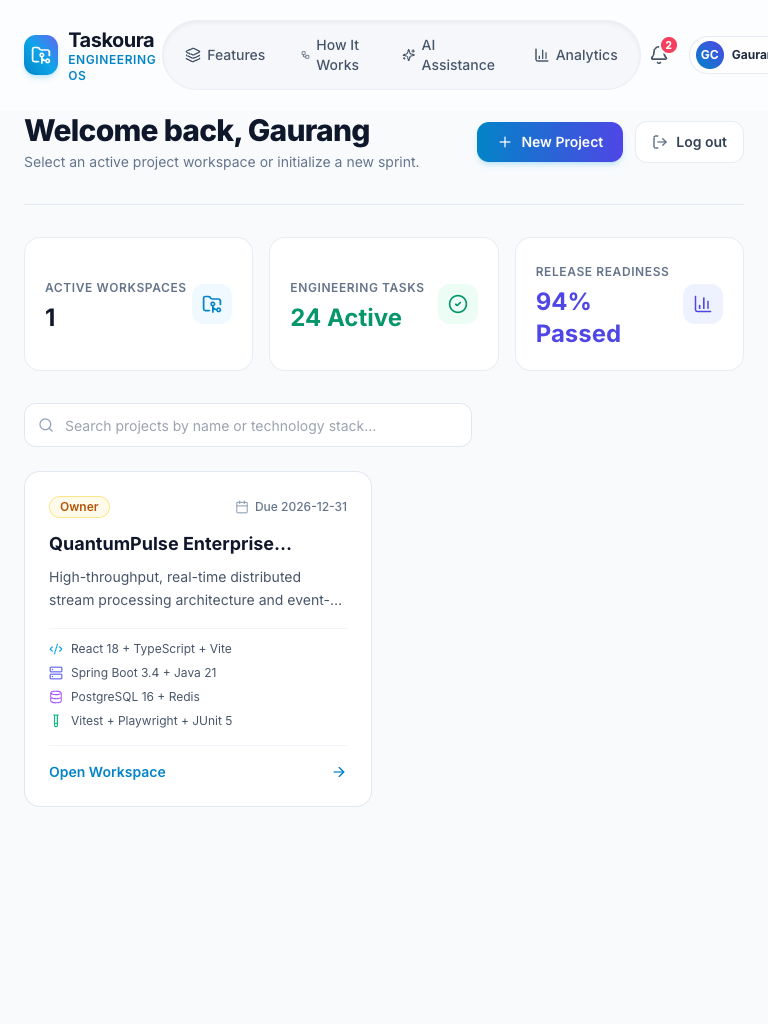 Taskoura
ENGINEERING
OS
Features
How It
Works
AI
Assistance
Analytics
2
GC
Welcome back, Gaurang
Select an active project workspace or initialize a new sprint.
New Project
Log out
ACTIVE WORKSPACES
1
ENGINEERING TASKS
24 Active
RELEASE READINESS
94%
Passed
Search projects by name or technology stack...
Owner
Due 2026-12-31
QuantumPulse Enterprise...
High-throughput, real-time distributed
stream processing architecture and event-...
React 18 + TypeScript + Vite
Spring Boot 3.4 + Java 21
PostgreSQL 16 + Redis
Vitest + Playwright + JUnit 5
Open Workspace